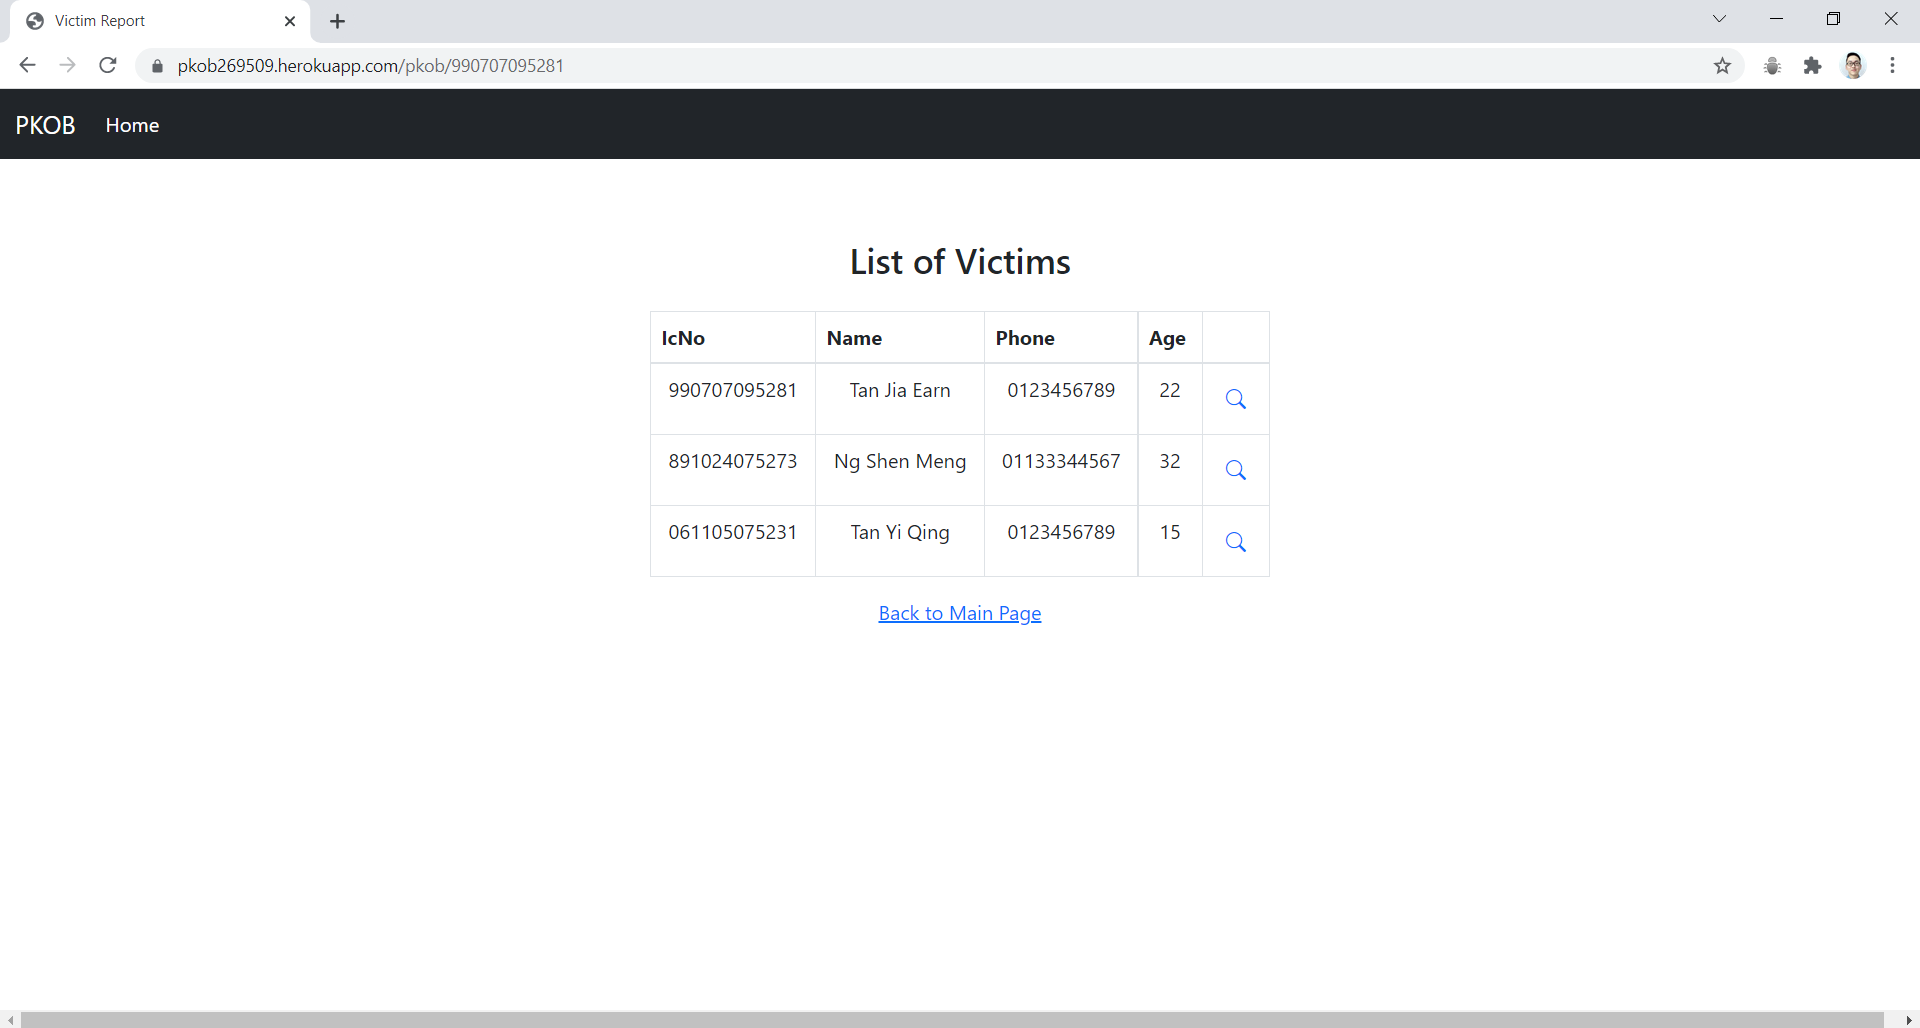 Victim Report
pkob269509.herokuapp.com/pkob/990707095281
PKOB Home
List of Victims
IcNo Name Phone Age
990707095281 Tan Jia Earn 0123456789 22
891024075273 Ng Shen Meng 01133344567 32
061105075231 Tan Yi Qing 0123456789 15
Back to Main Page